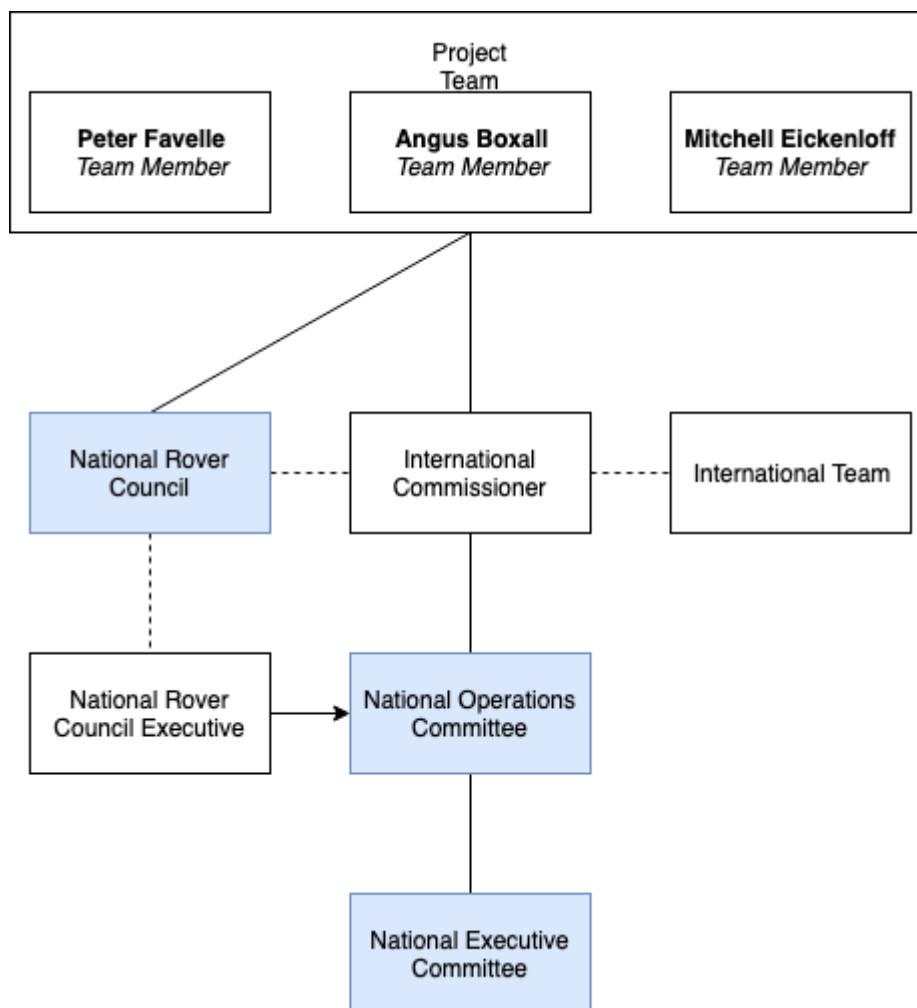 Project
Team
Peter Favelle
Team Member
Angus Boxall
Team Member
Mitchell Eickenloff
Team Member
National Rover
Council
International
Commissioner
International Team
National Rover
Council Executive
National Operations
Committee
National Executive
Committee